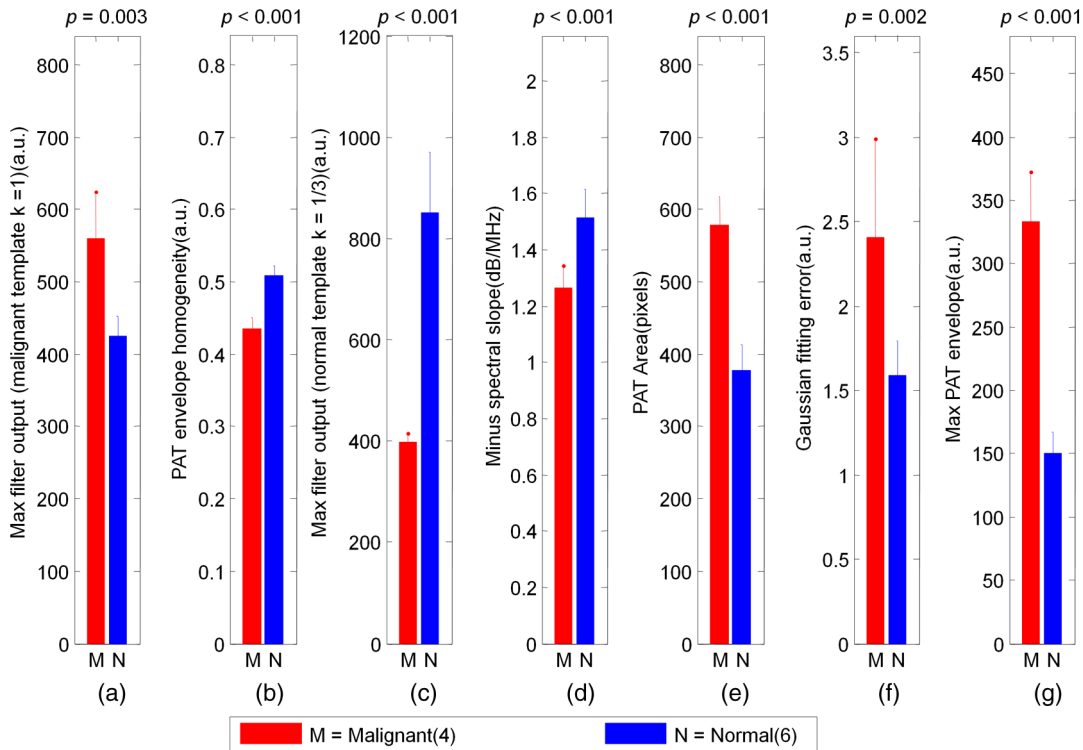 p = 0.003
p < 0.001
p < 0.001
p < 0.001
p < 0.001
p = 0.002
p < 0.001
Max filter output (malignant template k =1)(a.u.)
800
700
600
500
400
300
200
100
0
M N
(a)
PAT envelope homogeneity(a.u.)
0.8
0.7
0.6
0.5
0.4
0.3
0.2
0.1
0
M N
(b)
Max filter output (normal template k = 1/3)(a.u.)
1200
1000
800
600
400
200
0
M N
(c)
Minus spectral slope(dB/MHz)
2
1.8
1.6
1.4
1.2
1
0.8
0.6
0.4
0.2
0
M N
(d)
PAT Area(pixels)
800
700
600
500
400
300
200
100
0
M N
(e)
Gaussian fitting error(a.u.)
3.5
3
2.5
2
1.5
1
0.5
0
M N
(f)
Max PAT envelope(a.u.)
450
400
350
300
250
200
150
100
50
0
M N
(g)
M = Malignant(4)
N = Normal(6)